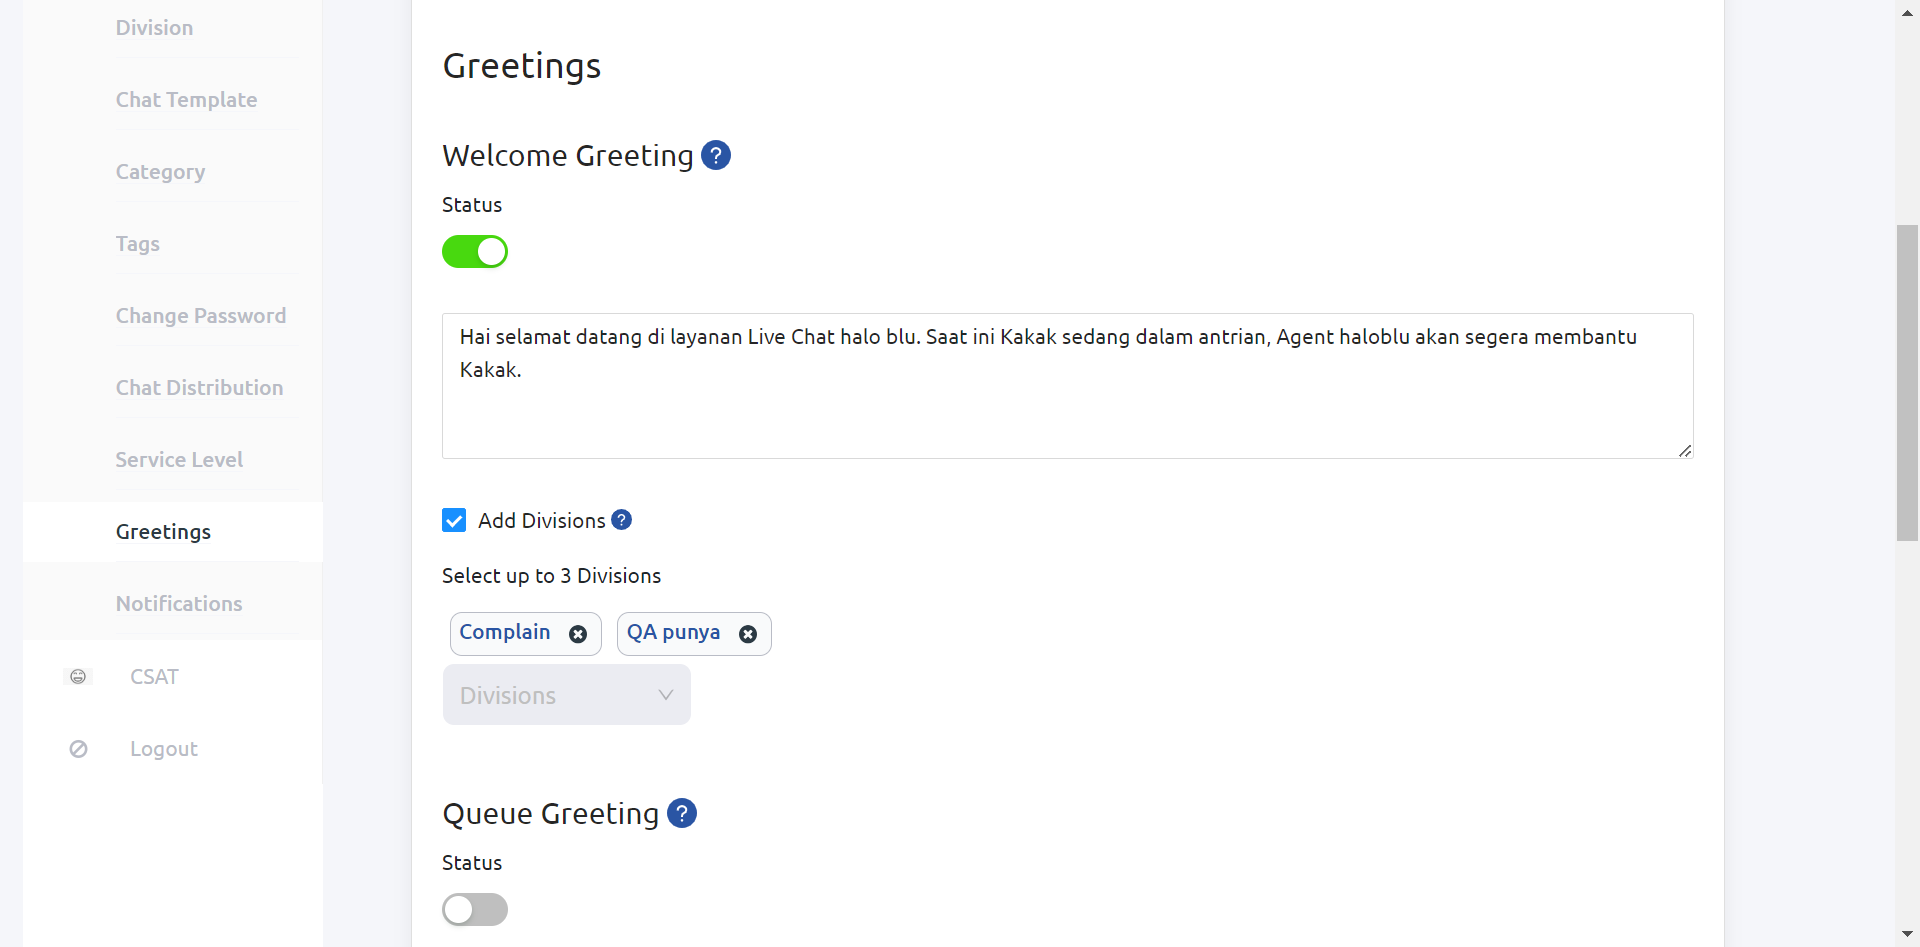 Division
Chat Template
Category
Tags
Change Password
Chat Distribution
Service Level
Greetings
Notifications
CSAT
Logout
Greetings
Welcome Greeting ?
Status
Hai selamat datang di layanan Live Chat halo blu. Saat ini Kakak sedang dalam antrian, Agent haloblu akan segera membantu
Kakak.
Add Divisions ?
Select up to 3 Divisions
Complain
QA punya
Divisions
Queue Greeting ?
Status